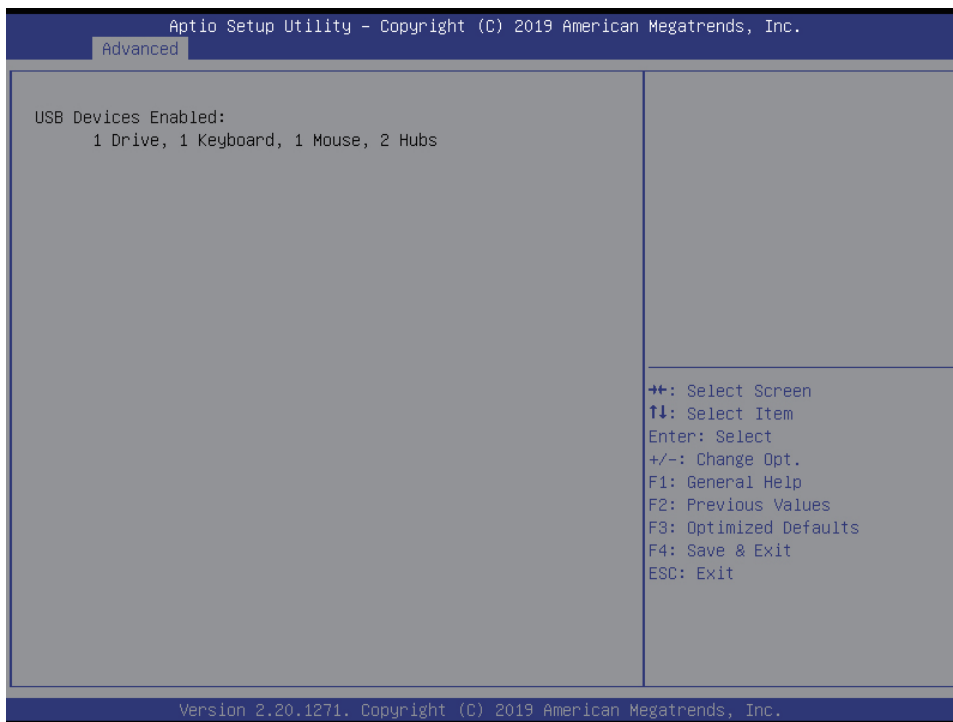 Aptio Setup Utility – Copyright (C) 2019 American Megatrends, Inc.
Advanced
USB Devices Enabled:
1 Drive, 1 Keyboard, 1 Mouse, 2 Hubs
→←: Select Screen
↑↓: Select Item
Enter: Select
+/-: Change Opt.
F1: General Help
F2: Previous Values
F3: Optimized Defaults
F4: Save & Exit
ESC: Exit
Version 2.20.1271. Copyright (C) 2019 American Megatrends, Inc.